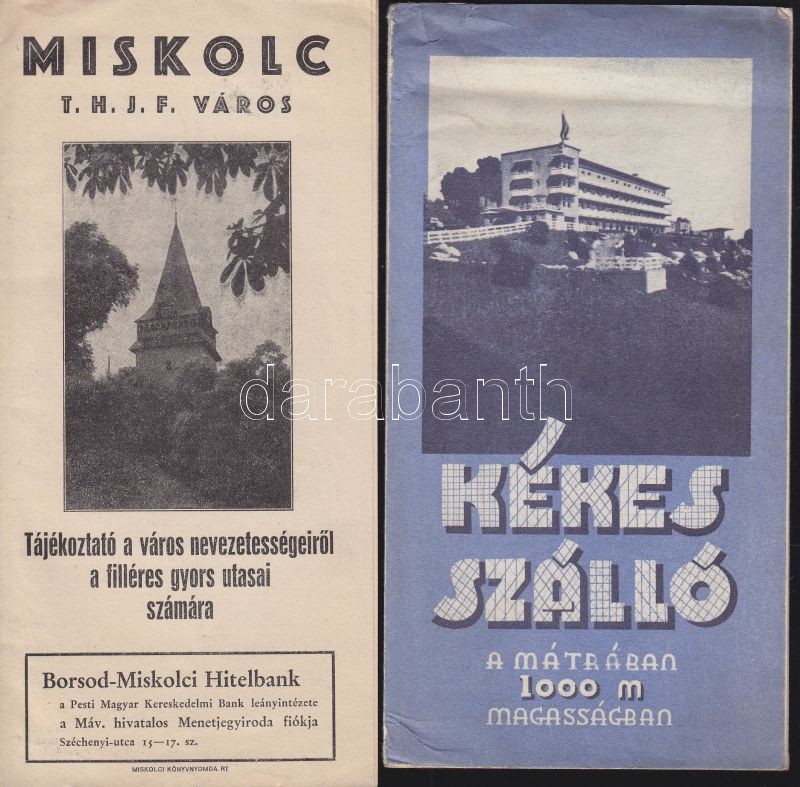 MISKOLC
T. H. J. F. VÁROS
Tájékoztató a város nevezetességeiről
a filléres gyors utasai
számára
Borsod-Miskolci Hitelbank
a Pesti Magyar Kereskedelmi Bank leányintézete
a Máv. hivatalos Menetjegyiroda fiókja
Széchenyi-utca 15—17. sz.
MISKOLCI KÖNYVNYOMDA RT
KÉKES
SZÁLLÓ
A MÁTRÁBAN
1000 m
MAGASSÁGBAN
darabanth